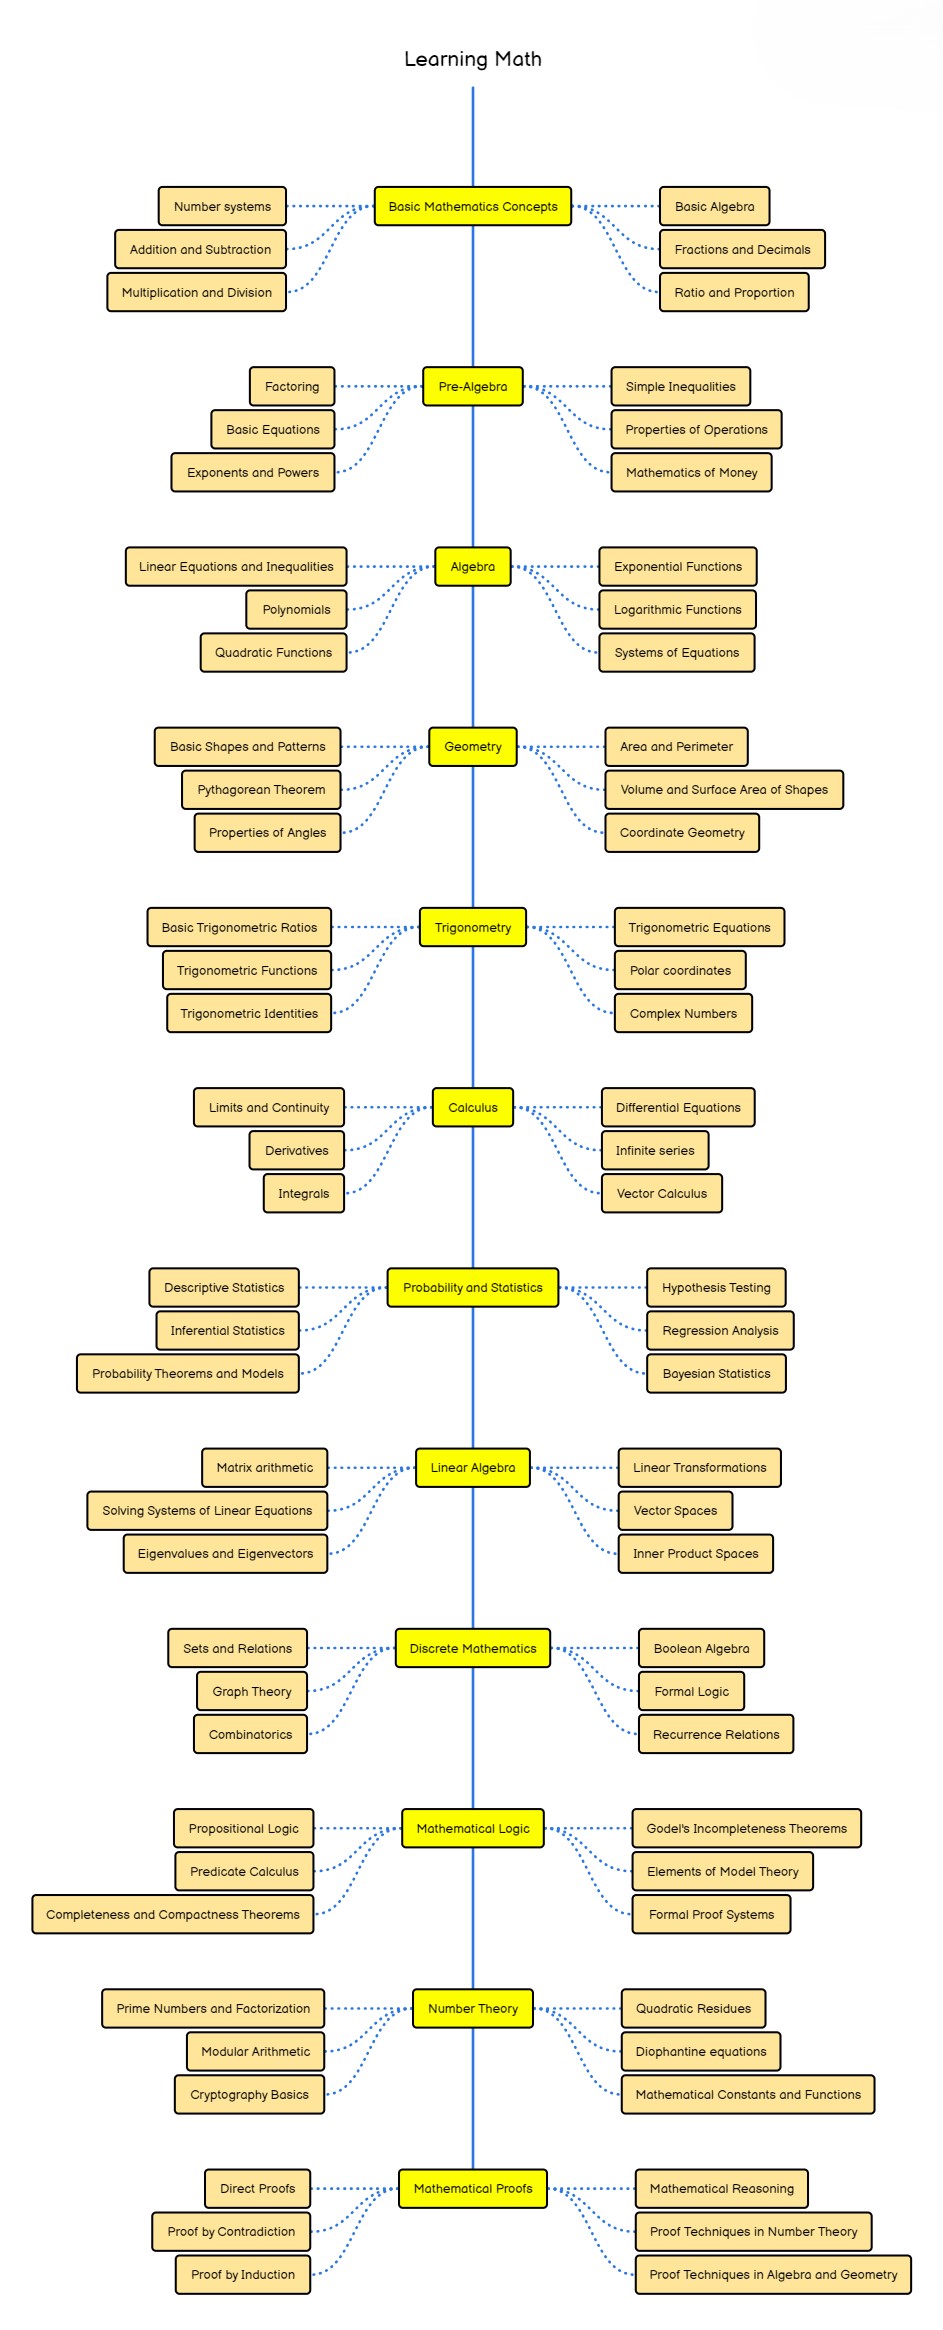 Learning Math
Basic Mathematics Concepts
Number systems
Addition and Subtraction
Multiplication and Division
Basic Algebra
Fractions and Decimals
Ratio and Proportion
Pre-Algebra
Factoring
Basic Equations
Exponents and Powers
Simple Inequalities
Properties of Operations
Mathematics of Money
Algebra
Linear Equations and Inequalities
Polynomials
Quadratic Functions
Exponential Functions
Logarithmic Functions
Systems of Equations
Geometry
Basic Shapes and Patterns
Pythagorean Theorem
Properties of Angles
Area and Perimeter
Volume and Surface Area of Shapes
Coordinate Geometry
Trigonometry
Basic Trigonometric Ratios
Trigonometric Functions
Trigonometric Identities
Trigonometric Equations
Polar coordinates
Complex Numbers
Calculus
Limits and Continuity
Derivatives
Integrals
Differential Equations
Infinite series
Vector Calculus
Probability and Statistics
Descriptive Statistics
Inferential Statistics
Probability Theorems and Models
Hypothesis Testing
Regression Analysis
Bayesian Statistics
Linear Algebra
Matrix arithmetic
Solving Systems of Linear Equations
Eigenvalues and Eigenvectors
Linear Transformations
Vector Spaces
Inner Product Spaces
Discrete Mathematics
Sets and Relations
Graph Theory
Combinatorics
Boolean Algebra
Formal Logic
Recurrence Relations
Mathematical Logic
Propositional Logic
Predicate Calculus
Completeness and Compactness Theorems
Godel's Incompleteness Theorems
Elements of Model Theory
Formal Proof Systems
Number Theory
Prime Numbers and Factorization
Modular Arithmetic
Cryptography Basics
Quadratic Residues
Diophantine equations
Mathematical Constants and Functions
Mathematical Proofs
Direct Proofs
Proof by Contradiction
Proof by Induction
Mathematical Reasoning
Proof Techniques in Number Theory
Proof Techniques in Algebra and Geometry